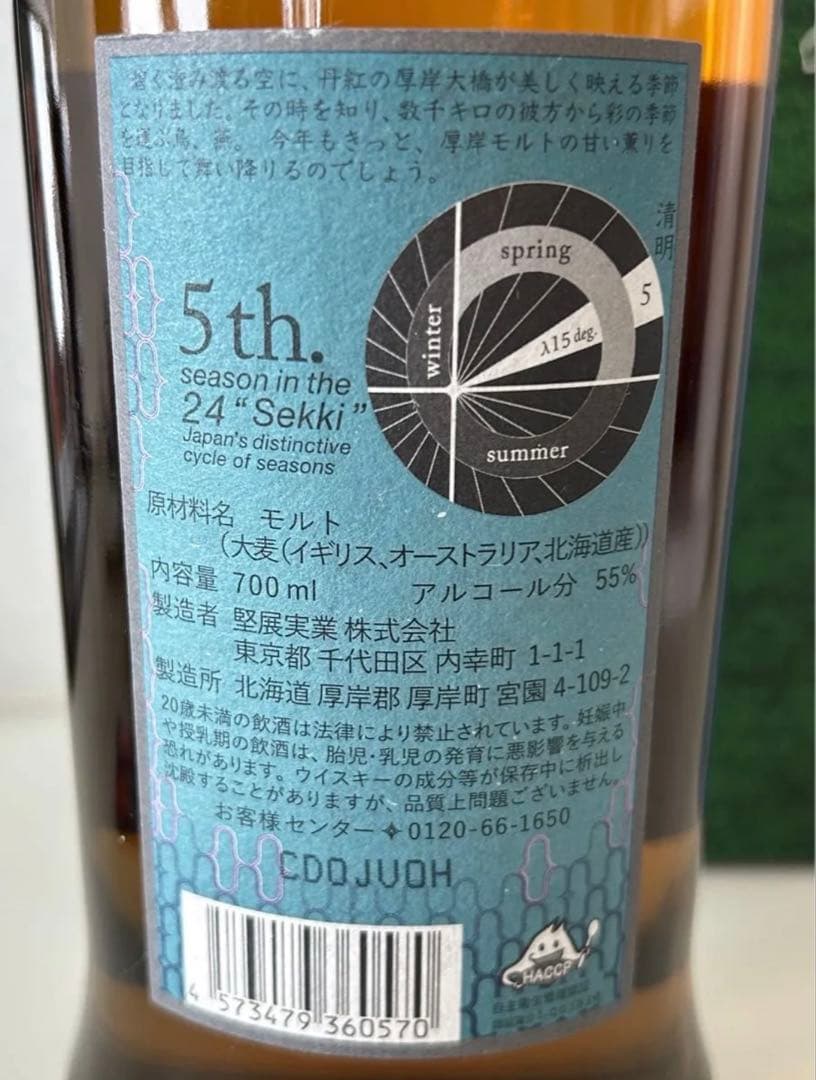 碧く澄み渡る空に、丹紅の厚岸大橋が美しく映える季節
となりました。その時を知り、数千キロの彼方から彩の季節
を運ぶ鳥、燕。 今年もきっと、厚岸モルトの甘い薫りを
目指して舞い降りるのでしょう。
清明
spring
5
winter
λ15 deg.
summer
5th.
season in the
24 “Sekki”
Japan's distinctive
cycle of seasons
原材料名 モルト
(大麦(イギリス、オーストラリア、北海道産))
内容量 700 ml アルコール分 55%
製造者 堅展実業 株式会社
東京都 千代田区 内幸町 1-1-1
製造所 北海道 厚岸郡 厚岸町 宮園 4-109-2
20歳未満の飲酒は法律により禁止されています。妊娠中
や授乳期の飲酒は、胎児・乳児の発育に悪影響を与える
恐れがあります。ウイスキーの成分等が保存中に析出し
沈殿することがありますが、品質上問題ございません。
お客様センター✧0120-66-1650
CDOJUOH
4 573479 360570
HACCP